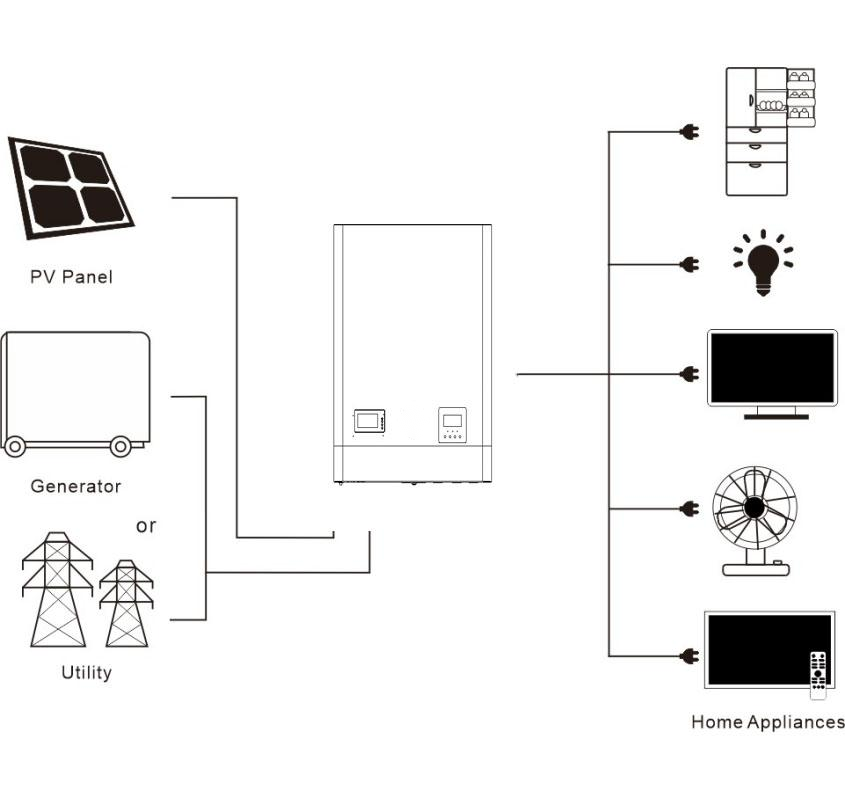 PV Panel
Generator
or
Utility
Home Appliances